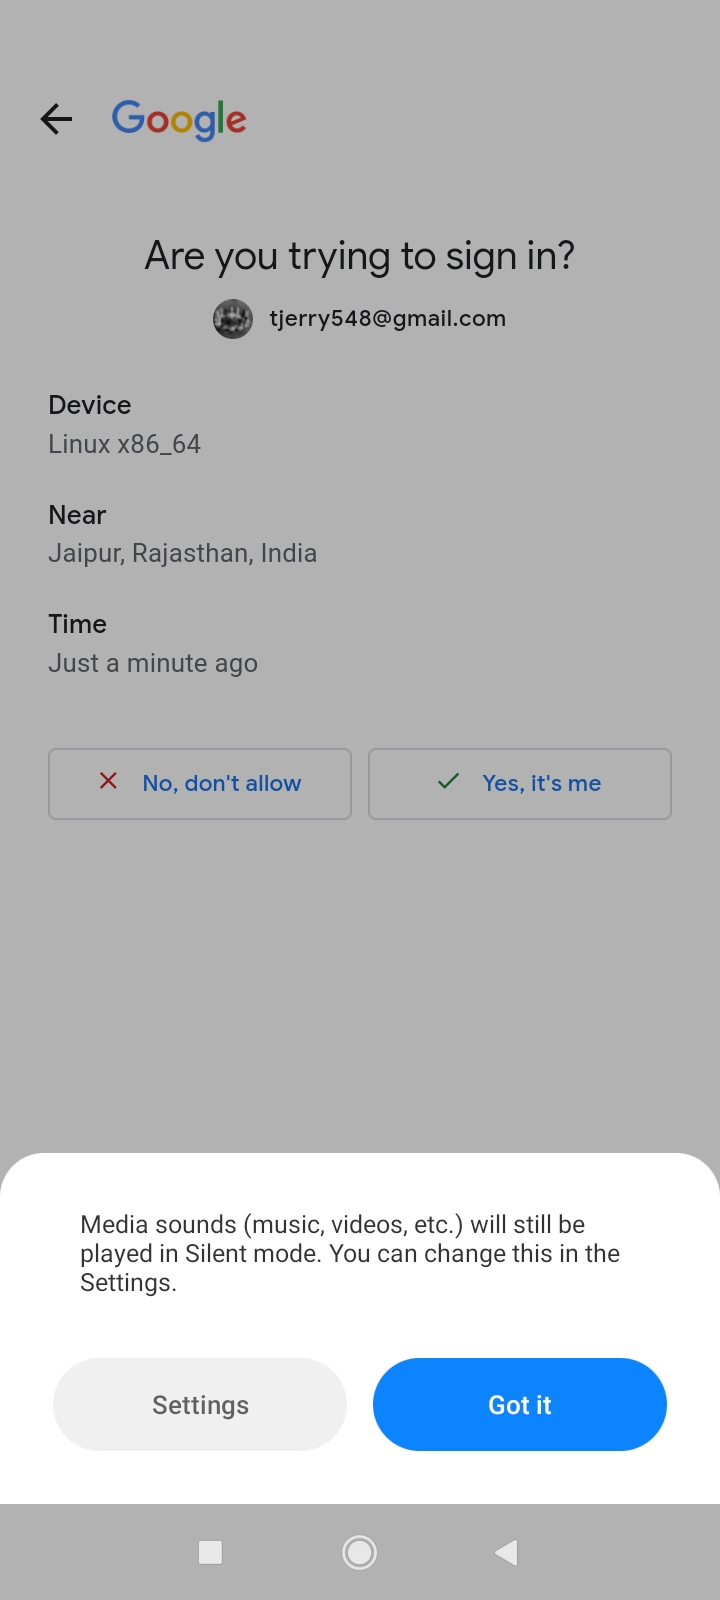 Google
Are you trying to sign in?
tjerry548@gmail.com
Device
Linux x86_64
Near
Jaipur, Rajasthan, India
Time
Just a minute ago
No, don't allow
Yes, it's me
Media sounds (music, videos, etc.) will still be
played in Silent mode. You can change this in the
Settings.
Settings
Got it